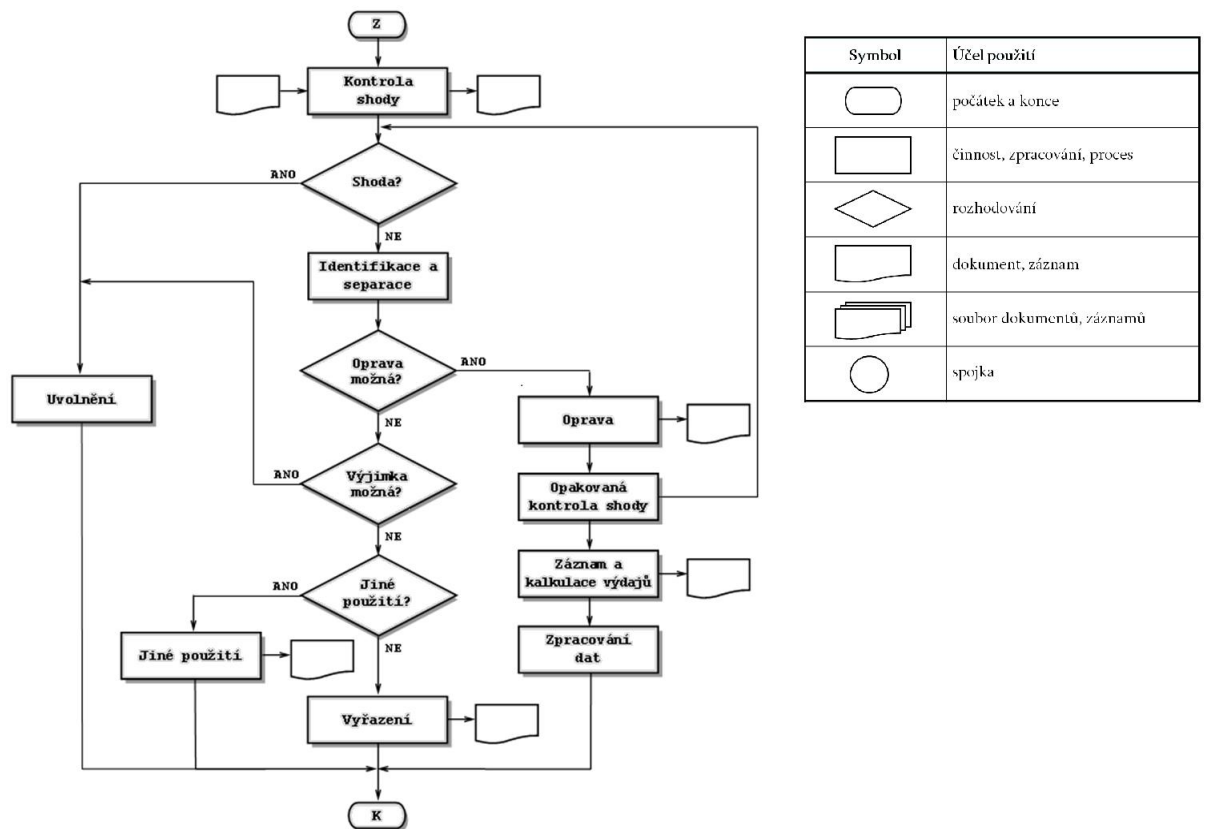 Z
Kontrola
shody
ANO
Shoda?
NE
Identifikace a
separace
Oprava
možná?
ANO
NE
Uvolnění
Oprava
ANO
Výjimka
možná?
NE
Opakovaná
kontrola shody
Záznam a
kalkulace výdajů
ANO
Jiné
použití?
NE
Zpracování
dat
Jiné použití
Vyřazení
K
Symbol Účel použití
počátek a konce
činnost, zpracování, proces
rozhodování
dokument, záznam
soubor dokumentů, záznamů
spojka